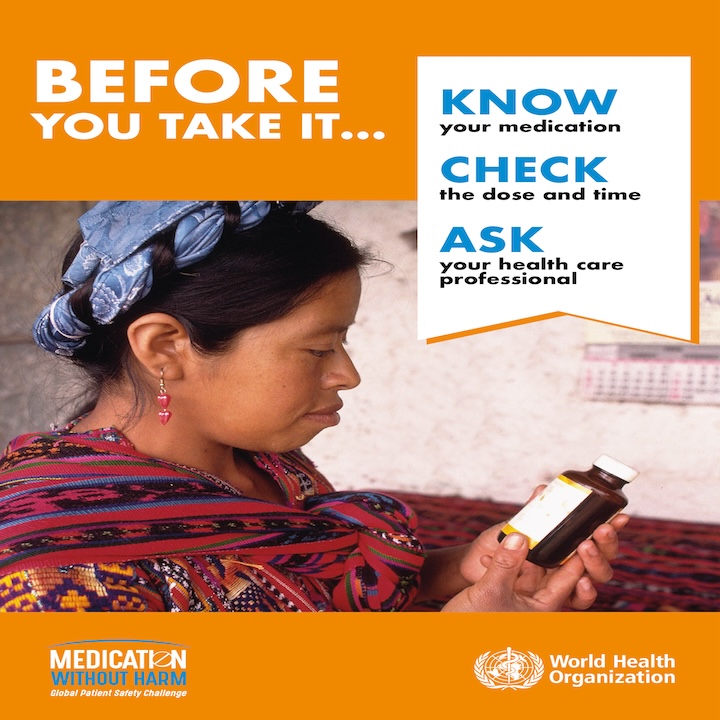 BEFORE
YOU TAKE IT...
KNOW
your medication
CHECK
the dose and time
ASK
your health care
professional
MEDICATION
WITHOUT HARM
Global Patient Safety Challenge
World Health
Organization